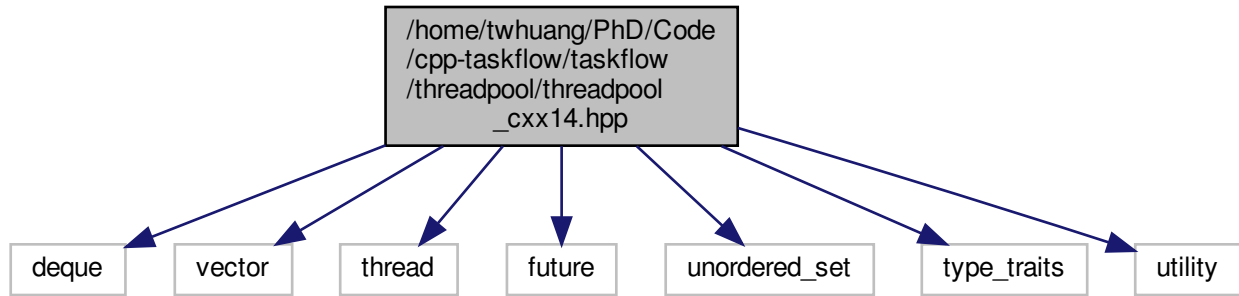 /home/twhuang/PhD/Code
/cpp-taskflow/taskflow
/threadpool/threadpool
_cxx14.hpp
deque
vector
thread
future
unordered_set
type_traits
utility